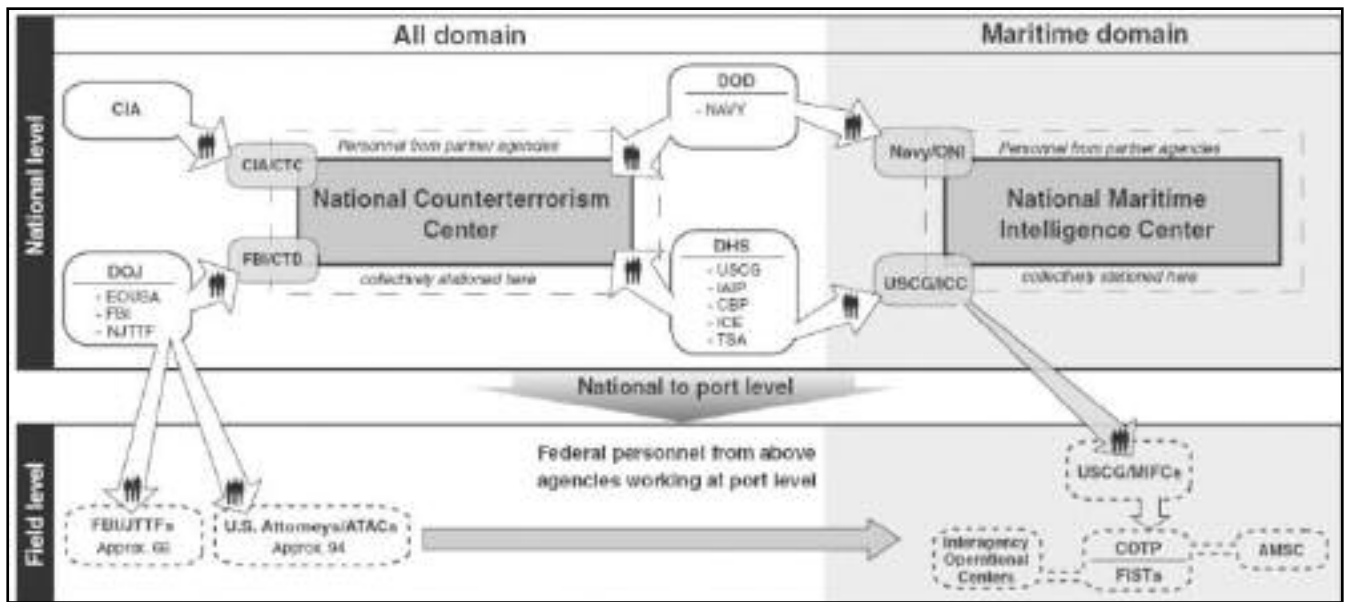 All domain
Maritime domain
National level
CIA
DOD
- NAVY
CIA/CTC
Personnel from partner agencies
Navy/ONI
Personnel from partner agencies
National Counterterrorism
Center
National Maritime
Intelligence Center
FBI/CTD
collectively stationed here
DOJ
- EOUSA
- FBI
- NJTTF
DHS
- USCG
- IAIP
- CBP
- ICE
- TSA
USCG/ICC
collectively stationed here
National to port level
Field level
Federal personnel from above
agencies working at port level
USCG/MIFCs
FBI/JTTFs
Approx. 66
U.S. Attorneys/ATACs
Approx. 94
Interagency
Operational
Centers
COTP
FISTs
AMSC